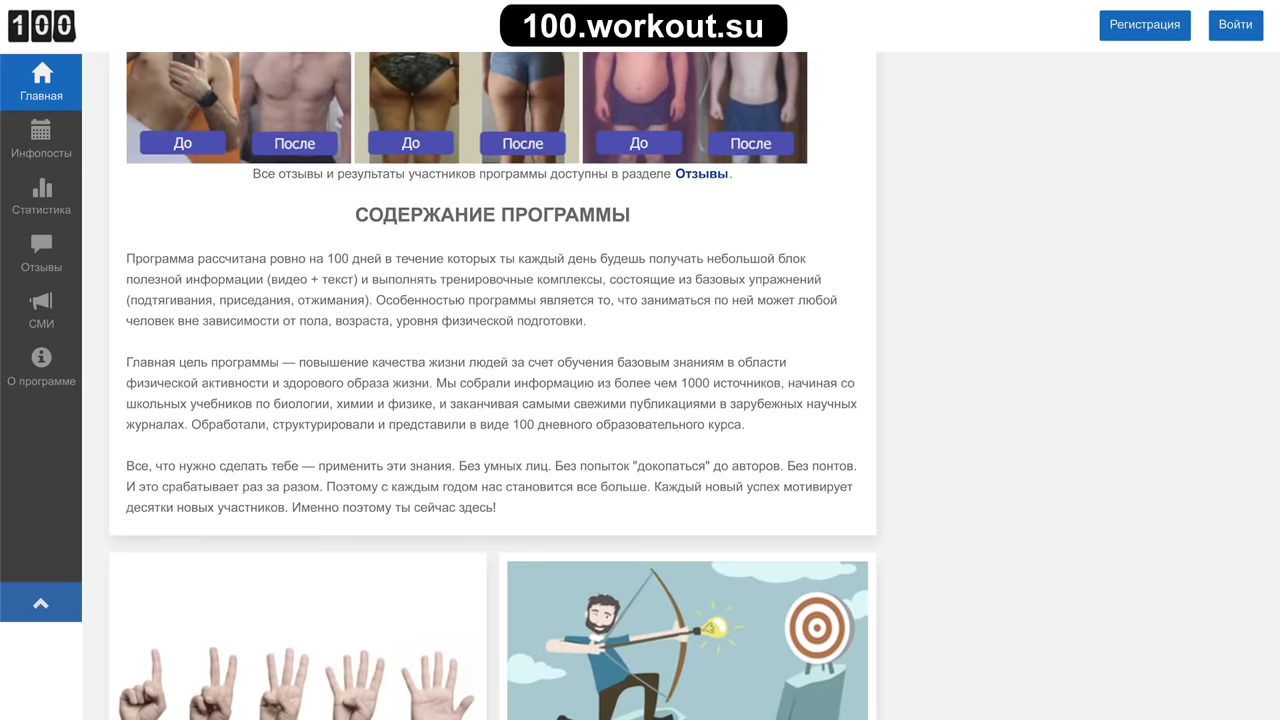 100
100.workout.su
Регистрация
Войти
Главная
Инфопосты
Статистика
Отзывы
СМИ
О программе
До
После
До
После
До
После
Все отзывы и результаты участников программы доступны в разделе Отзывы.
СОДЕРЖАНИЕ ПРОГРАММЫ
Программа рассчитана ровно на 100 дней в течение которых ты каждый день будешь получать небольшой блок
полезной информации (видео + текст) и выполнять тренировочные комплексы, состоящие из базовых упражнений
(подтягивания, приседания, отжимания). Особенностью программы является то, что заниматься по ней может любой
человек вне зависимости от пола, возраста, уровня физической подготовки.
Главная цель программы — повышение качества жизни людей за счет обучения базовым знаниям в области
физической активности и здорового образа жизни. Мы собрали информацию из более чем 1000 источников, начиная со
школьных учебников по биологии, химии и физике, и заканчивая самыми свежими публикациями в зарубежных научных
журналах. Обработали, структурировали и представили в виде 100 дневного образовательного курса.
Все, что нужно сделать тебе — применить эти знания. Без умных лиц. Без попыток "докопаться" до авторов. Без понтов.
И это срабатывает раз за разом. Поэтому с каждым годом нас становится все больше. Каждый новый успех мотивирует
десятки новых участников. Именно поэтому ты сейчас здесь!